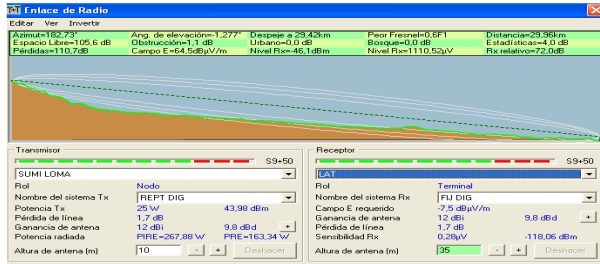 Enlace de Radio
Editar Ver Invertir
Azimut=182,73° Ang. de elevación=-1,277° Despeje a 29,42km Peor Fresnel=0,6F1 Distancia=29,96km
Espacio Libre=105,6 dB Obstrucción=1,1 dB Urbano=0,0 dB Bosque=0,0 dB Estadísticas=4,0 dB
Pérdidas=110,7dB Campo E=64,5dBµV/m Nivel Rx=-46,1dBm Nivel Rx=1110,52µV Rx relativo=72,0dB
Transmisor
S9+50
SUMI LOMA
Rol Nodo
Nombre del sistema Tx REPT DIG
Potencia Tx 25 W 43,98 dBm
Pérdida de línea 1,7 dB
Ganancia de antena 12 dBi 9,8 dBd +
Potencia radiada PIRE=267,88 W PRE=163,34 W
Altura de antena (m) 10 - + Deshacer
Receptor
S9+50
LAT
Rol Terminal
Nombre del sistema Rx FIJ DIG
Campo E requerido -7,5 dBµV/m
Ganancia de antena 12 dBi 9,8 dBd +
Pérdida de línea 1,7 dB
Sensibilidad Rx 0,28µV -118,06 dBm
Altura de antena (m) 35 - + Deshacer